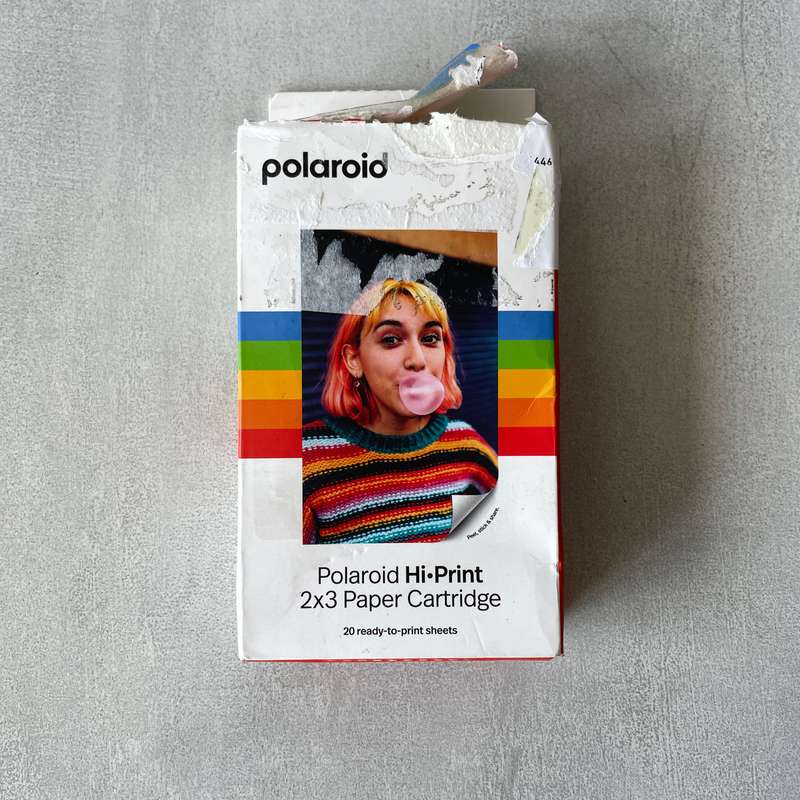 polaroid
446
Peel, stick & share.
Polaroid Hi•Print
2x3 Paper Cartridge
20 ready-to-print sheets